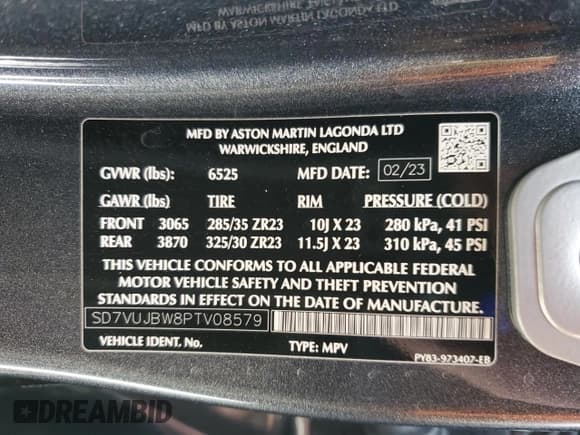 MFD BY ASTON MARTIN LAGONDA LTD
WARWICKSHIRE, ENGLAND
GVWR (lbs): 6525 MFD DATE: 02/23
GAWR (lbs): TIRE RIM PRESSURE (COLD)
FRONT 3065 285/35 ZR23 10J X 23 280 kPa, 41 PSI
REAR 3870 325/30 ZR23 11.5J X 23 310 kPa, 45 PSI
THIS VEHICLE CONFORMS TO ALL APPLICABLE FEDERAL
MOTOR VEHICLE SAFETY AND THEFT PREVENTION
STANDARDS IN EFFECT ON THE DATE OF MFR SHOWN ABOVE
SD7VUJBW8PTV08579
VEHICLE IDENT. No. TYPE: MPV
PY83-973407-EB
DREAMBID